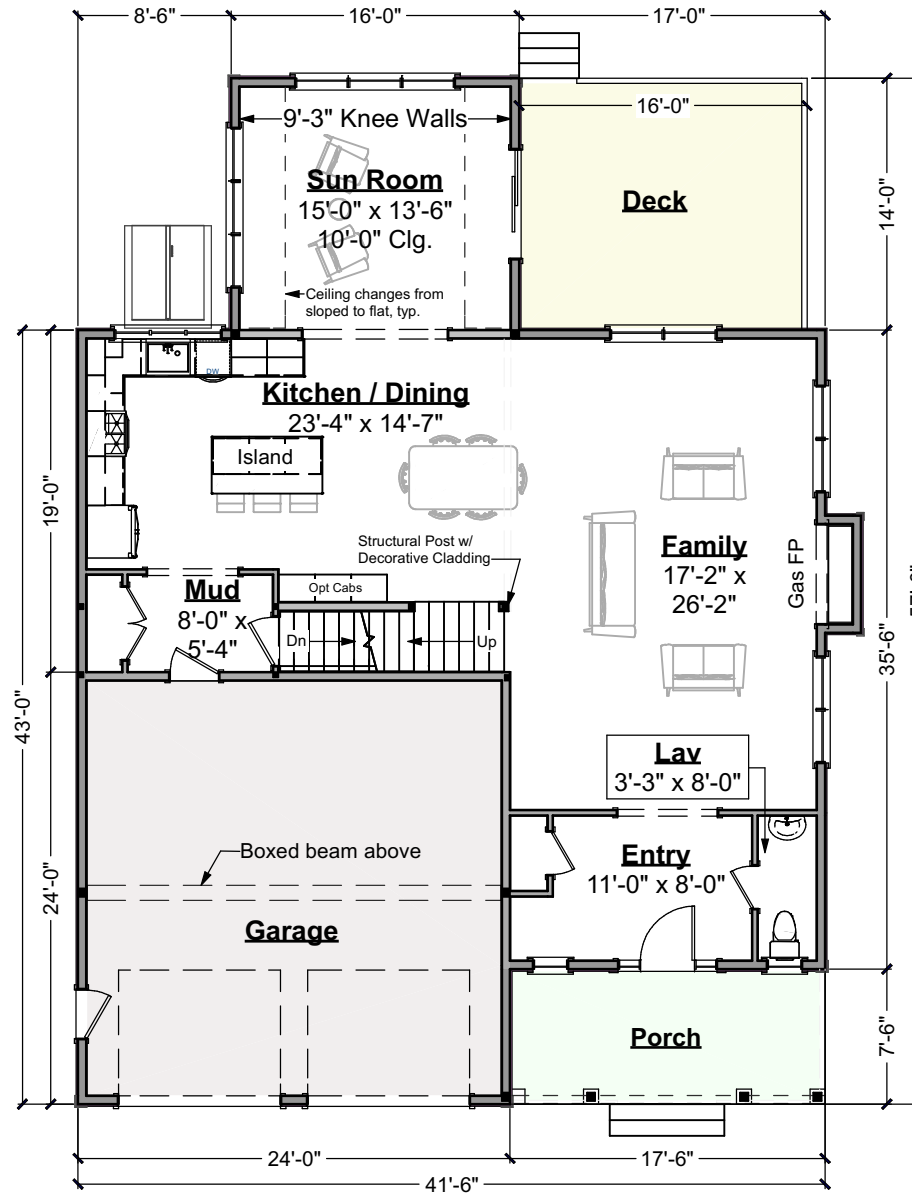 8'-6"
16'-0"
17'-0"
16'-0"
9'-3" Knee Walls
Sun Room
15'-0" x 13'-6"
10'-0" Clg.
Deck
14'-0"
Ceiling changes from
sloped to flat, typ.
DW
Kitchen / Dining
23'-4" x 14'-7"
Island
19'-0"
Structural Post w/
Decorative Cladding
Family
17'-2" x
26'-2"
Gas FP
Opt Cabs
Mud
8'-0" x
5'-4"
Dn
Up
35'-6"
43'-0"
Lav
3'-3" x 8'-0"
Boxed beam above
Entry
11'-0" x 8'-0"
24'-0"
Garage
Porch
7'-6"
24'-0"
17'-6"
41'-6"